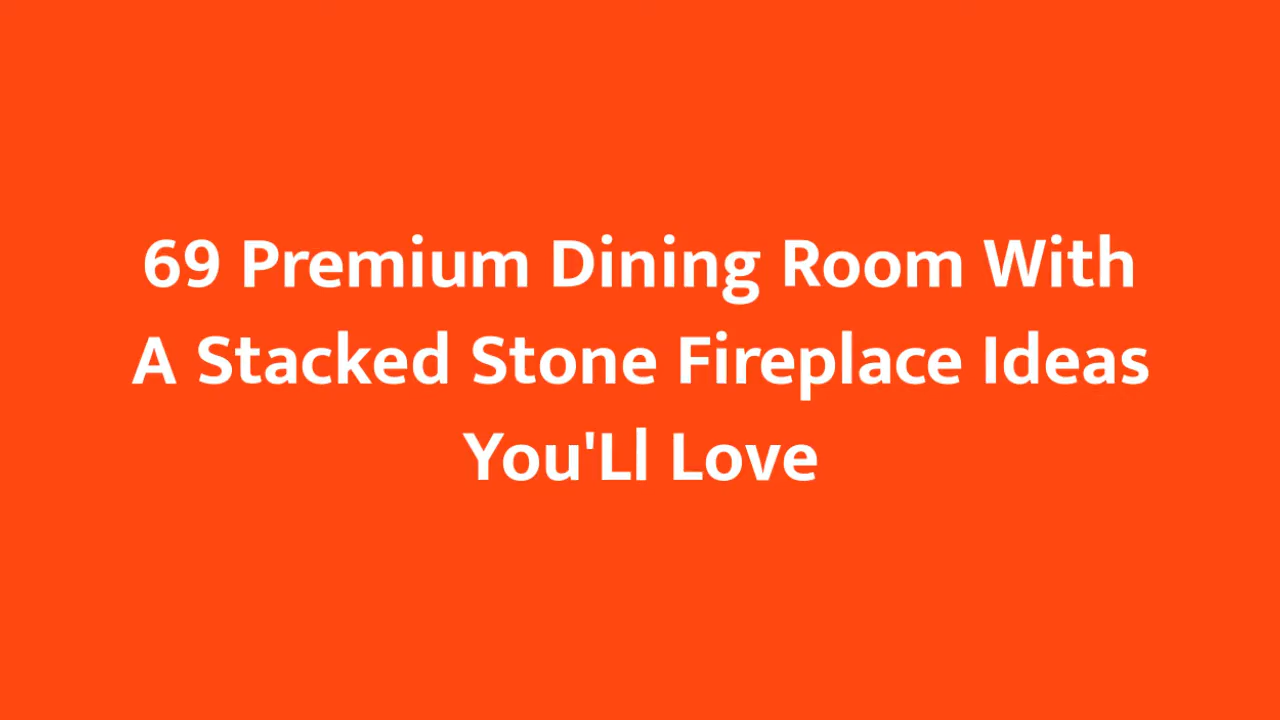 69 Premium Dining Room With
A Stacked Stone Fireplace Ideas
You'Ll Love